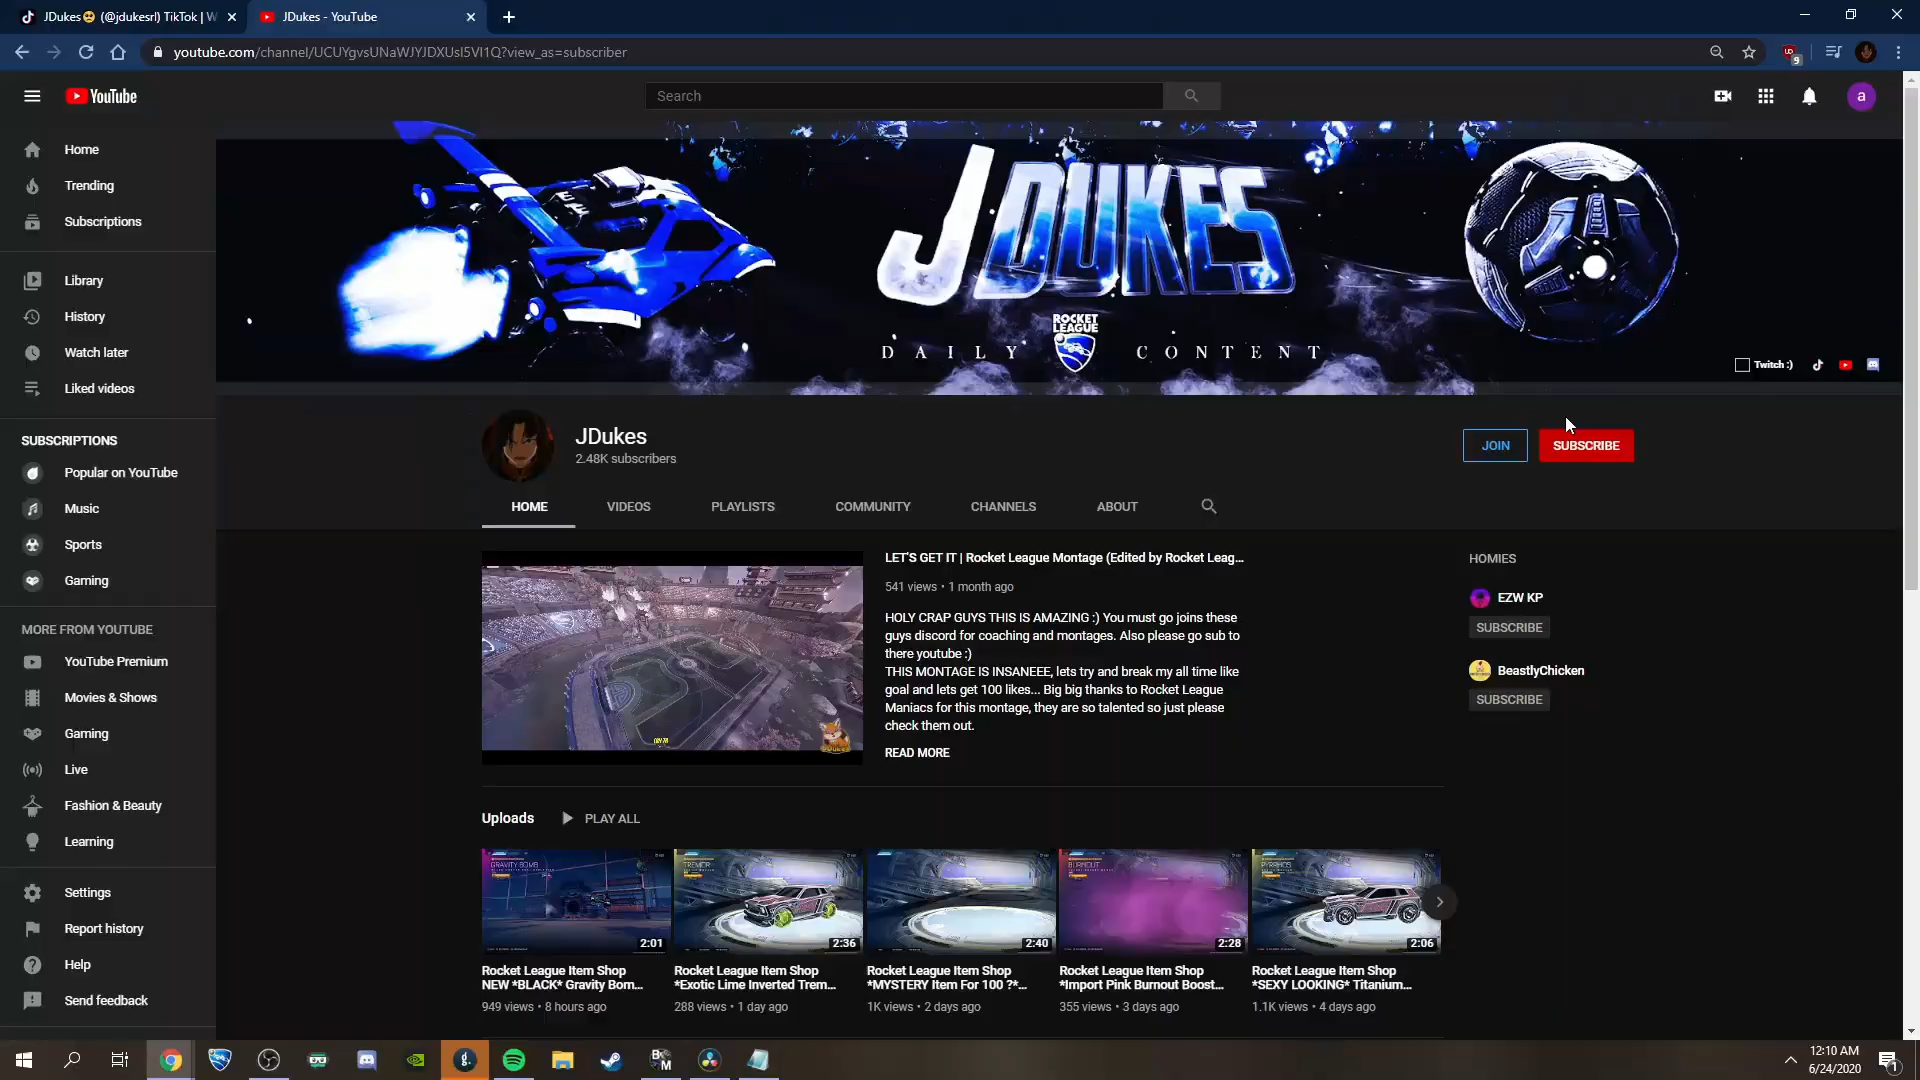 JDukes🥺 (@jdukesrl) TikTok | W
JDukes - YouTube
youtube.com/channel/UCUYgvsUNaWJYJDXUsI5Vl1Q?view_as=subscriber
9
YouTube
Search
a
Home
Trending
Subscriptions
Library
History
Watch later
Liked videos
SUBSCRIPTIONS
Popular on YouTube
Music
Sports
Gaming
MORE FROM YOUTUBE
YouTube Premium
Movies & Shows
Gaming
Live
Fashion & Beauty
Learning
Settings
Report history
Help
Send feedback
JDUKES
ROCKET
LEAGUE
DAILY CONTENT
Twitch :)
JDukes
2.48K subscribers
JOIN
SUBSCRIBE
HOME
VIDEOS
PLAYLISTS
COMMUNITY
CHANNELS
ABOUT
LET'S GET IT | Rocket League Montage (Edited by Rocket Leag...
541 views • 1 month ago
HOLY CRAP GUYS THIS IS AMAZING :) You must go joins these
guys discord for coaching and montages. Also please go sub to
there youtube :)
THIS MONTAGE IS INSANEEE, lets try and break my all time like
goal and lets get 100 likes... Big big thanks to Rocket League
Maniacs for this montage, they are so talented so just please
check them out.
READ MORE
HOMIES
EZW KP
SUBSCRIBE
BeastlyChicken
SUBSCRIBE
Uploads
PLAY ALL
GRAVITY BOMB
2:01
Rocket League Item Shop
NEW *BLACK* Gravity Bom...
949 views • 8 hours ago
TREMOR
2:36
Rocket League Item Shop
*Exotic Lime Inverted Trem...
288 views • 1 day ago
2:40
Rocket League Item Shop
*MYSTERY Item For 100 ?*...
1K views • 2 days ago
BURNOUT
2:28
Rocket League Item Shop
*Import Pink Burnout Boost...
355 views • 3 days ago
PYRRHOS
2:06
Rocket League Item Shop
*SEXY LOOKING* Titanium...
1.1K views • 4 days ago
12:10 AM
6/24/2020
1